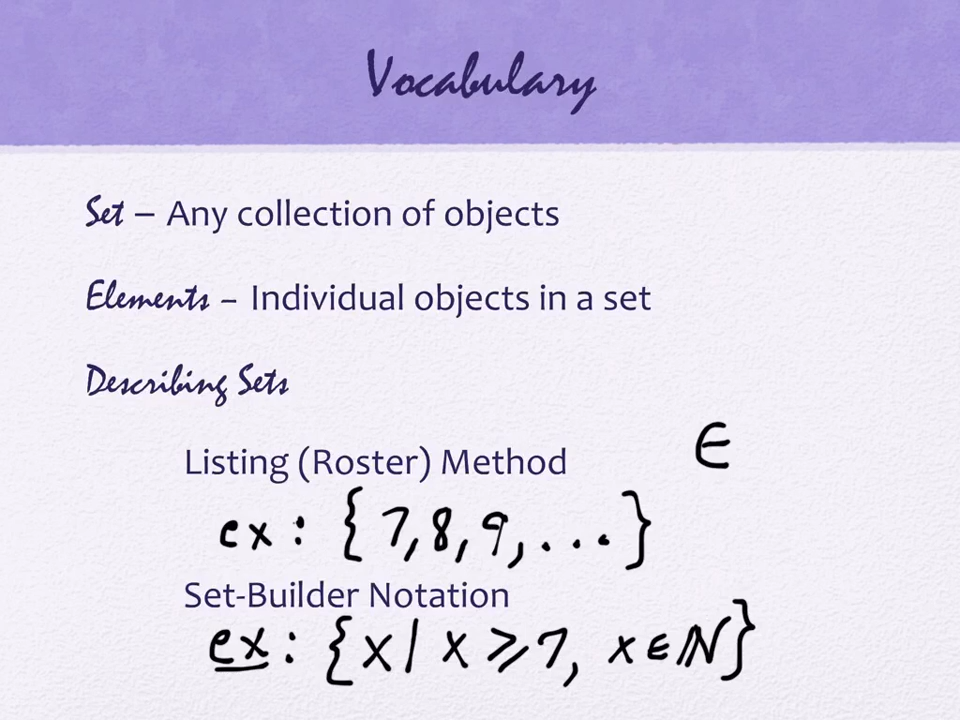 Vocabulary
Set – Any collection of objects
Elements – Individual objects in a set
Describing Sets
Listing (Roster) Method ∈
ex: {7,8,9,...}
Set-Builder Notation
ex: {x| x ≥ 7, x ∈ ℕ}